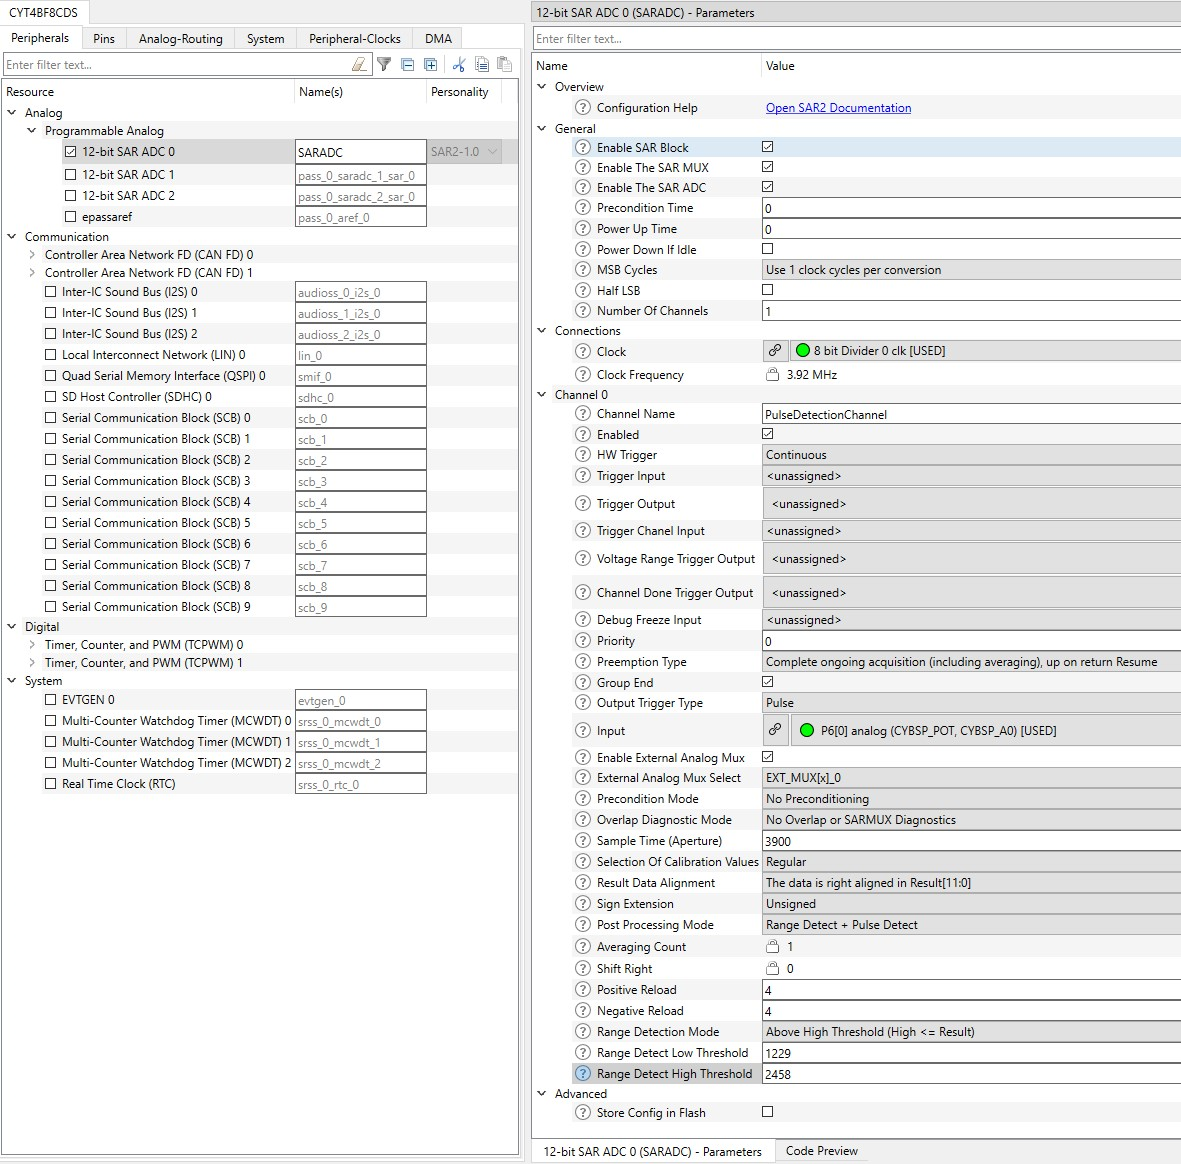 CYT4BF8CDS
Peripherals Pins Analog-Routing System Peripheral-Clocks DMA
Enter filter text...
Resource Name(s) Personality
Analog
Programmable Analog
12-bit SAR ADC 0 SARADC SAR2-1.0
12-bit SAR ADC 1 pass_0_saradc_1_sar_0
12-bit SAR ADC 2 pass_0_saradc_2_sar_0
epassaref pass_0_aref_0
Communication
Controller Area Network FD (CAN FD) 0
Controller Area Network FD (CAN FD) 1
Inter-IC Sound Bus (I2S) 0 audioss_0_i2s_0
Inter-IC Sound Bus (I2S) 1 audioss_1_i2s_0
Inter-IC Sound Bus (I2S) 2 audioss_2_i2s_0
Local Interconnect Network (LIN) 0 lin_0
Quad Serial Memory Interface (QSPI) 0 smif_0
SD Host Controller (SDHC) 0 sdhc_0
Serial Communication Block (SCB) 0 scb_0
Serial Communication Block (SCB) 1 scb_1
Serial Communication Block (SCB) 2 scb_2
Serial Communication Block (SCB) 3 scb_3
Serial Communication Block (SCB) 4 scb_4
Serial Communication Block (SCB) 5 scb_5
Serial Communication Block (SCB) 6 scb_6
Serial Communication Block (SCB) 7 scb_7
Serial Communication Block (SCB) 8 scb_8
Serial Communication Block (SCB) 9 scb_9
Digital
Timer, Counter, and PWM (TCPWM) 0
Timer, Counter, and PWM (TCPWM) 1
System
EVTGEN 0 evtgen_0
Multi-Counter Watchdog Timer (MCWDT) 0 srss_0_mcwdt_0
Multi-Counter Watchdog Timer (MCWDT) 1 srss_0_mcwdt_1
Multi-Counter Watchdog Timer (MCWDT) 2 srss_0_mcwdt_2
Real Time Clock (RTC) srss_0_rtc_0
12-bit SAR ADC 0 (SARADC) - Parameters
Enter filter text...
Name Value
Overview
Configuration Help Open SAR2 Documentation
General
Enable SAR Block
Enable The SAR MUX
Enable The SAR ADC
Precondition Time 0
Power Up Time 0
Power Down If Idle
MSB Cycles Use 1 clock cycles per conversion
Half LSB
Number Of Channels 1
Connections
Clock 8 bit Divider 0 clk [USED]
Clock Frequency 3.92 MHz
Channel 0
Channel Name PulseDetectionChannel
Enabled
HW Trigger Continuous
Trigger Input <unassigned>
Trigger Output <unassigned>
Trigger Chanel Input <unassigned>
Voltage Range Trigger Output <unassigned>
Channel Done Trigger Output <unassigned>
Debug Freeze Input <unassigned>
Priority 0
Preemption Type Complete ongoing acquisition (including averaging), up on return Resume
Group End
Output Trigger Type Pulse
Input P6[0] analog (CYBSP_POT, CYBSP_A0) [USED]
Enable External Analog Mux
External Analog Mux Select EXT_MUX[x]_0
Precondition Mode No Preconditioning
Overlap Diagnostic Mode No Overlap or SARMUX Diagnostics
Sample Time (Aperture) 3900
Selection Of Calibration Values Regular
Result Data Alignment The data is right aligned in Result[11:0]
Sign Extension Unsigned
Post Processing Mode Range Detect + Pulse Detect
Averaging Count 1
Shift Right 0
Positive Reload 4
Negative Reload 4
Range Detection Mode Above High Threshold (High <= Result)
Range Detect Low Threshold 1229
Range Detect High Threshold 2458
Advanced
Store Config in Flash
12-bit SAR ADC 0 (SARADC) - Parameters Code Preview